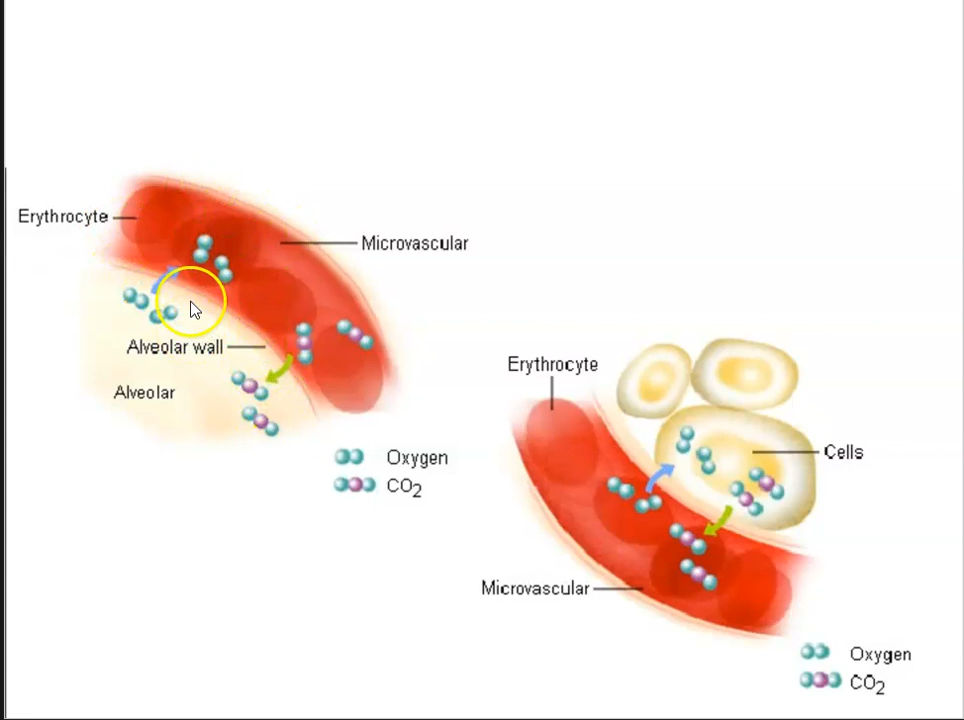 Erythrocyte
Microvascular
Alveolar wall
Alveolar
Oxygen
CO2
Erythrocyte
Cells
Microvascular
Oxygen
CO2